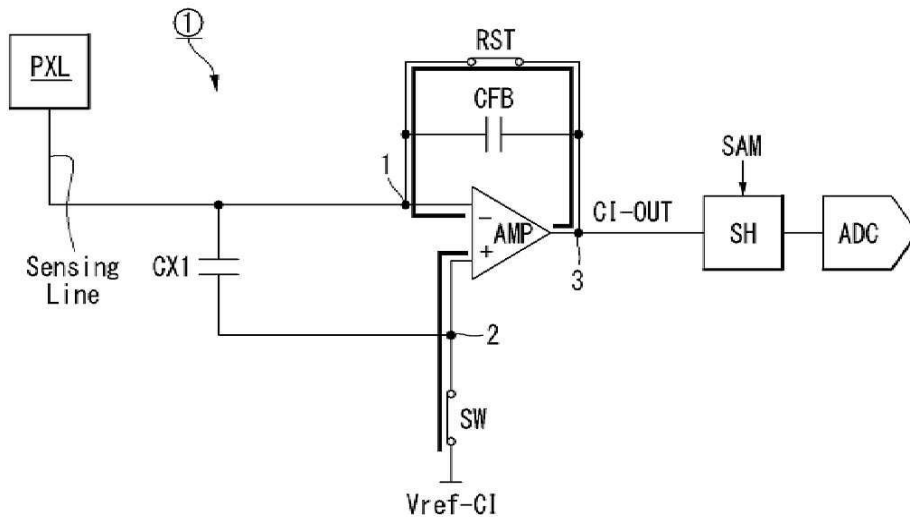 ①
RST
PXL
CFB
SAM
1
−
AMP
+
CI-OUT
SH
ADC
3
Sensing
Line
CX1
2
SW
Vref-CI